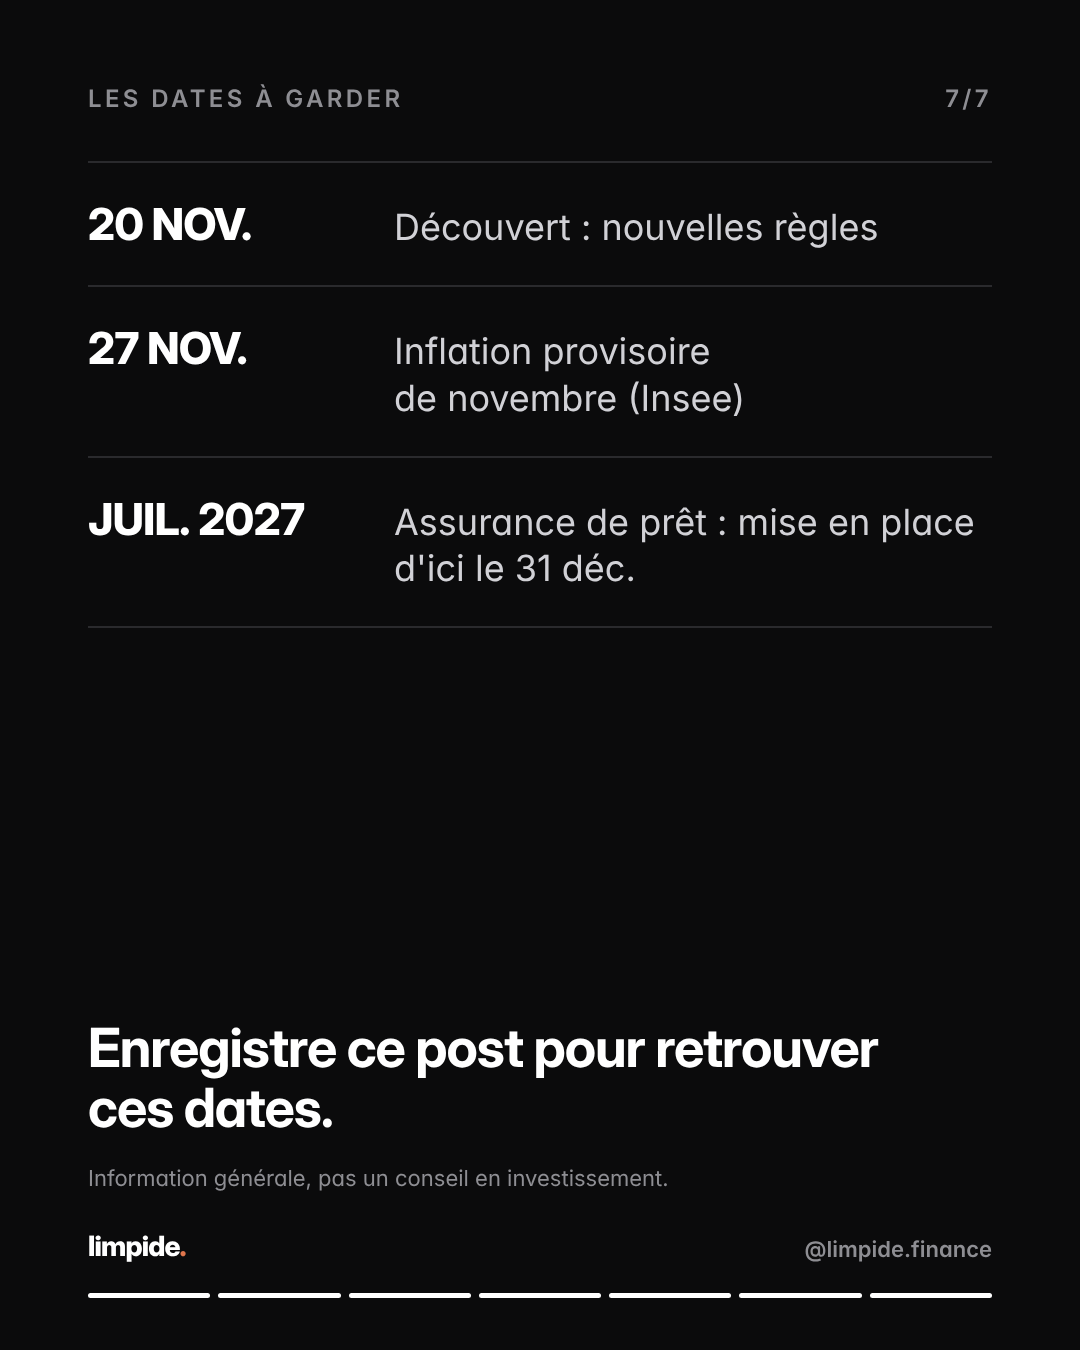 LES DATES À GARDER
7/7
20 NOV.
Découvert : nouvelles règles
27 NOV.
Inflation provisoire
de novembre (Insee)
JUIL. 2027
Assurance de prêt : mise en place
d'ici le 31 déc.
Enregistre ce post pour retrouver
ces dates.
Information générale, pas un conseil en investissement.
limpide.
@limpide.finance